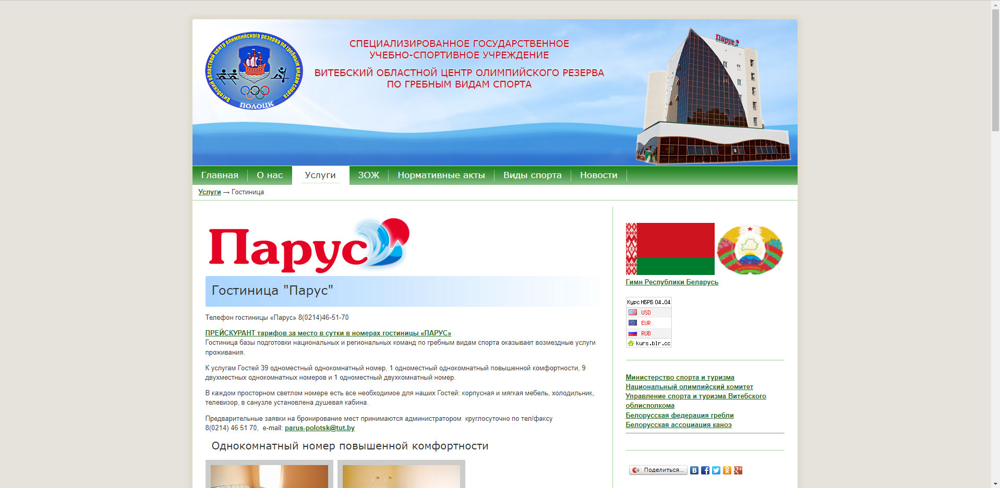 Витебский областной центр олимпийского резерва по гребным видам спорта
ПОЛОЦК
СПЕЦИАЛИЗИРОВАННОЕ ГОСУДАРСТВЕННОЕ
УЧЕБНО-СПОРТИВНОЕ УЧРЕЖДЕНИЕ
ВИТЕБСКИЙ ОБЛАСТНОЙ ЦЕНТР ОЛИМПИЙСКОГО РЕЗЕРВА
ПО ГРЕБНЫМ ВИДАМ СПОРТА
Парус
Главная О нас Услуги ЗОЖ Нормативные акты Виды спорта Новости
Услуги → Гостиница
Парус
Гостиница "Парус"
Телефон гостиницы «Парус» 8(0214)46-51-70
ПРЕЙСКУРАНТ тарифов за место в сутки в номерах гостиницы «ПАРУС»
Гостиница базы подготовки национальных и региональных команд по гребным видам спорта оказывает возмездные услуги
проживания.
К услугам Гостей 39 одноместный однокомнатный номер, 1 одноместный однокомнатный повышенной комфортности, 9
двухместных однокомнатных номеров и 1 одноместный двухкомнатный номер.
В каждом просторном светлом номере есть все необходимое для наших Гостей: корпусная и мягкая мебель, холодильник,
телевизор, в санузле установлена душевая кабина.
Предварительные заявки на бронирование мест принимаются администратором круглосуточно по тел/факсу
8(0214) 46 51 70, e-mail: parus-polotsk@tut.by
Однокомнатный номер повышенной комфортности
Гимн Республики Беларусь
Курс НБРБ 04.04
USD
EUR
RUB
kurs.blr.cc
Министерство спорта и туризма
Национальный олимпийский комитет
Управление спорта и туризма Витебского
облисполкома
Белорусская федерация гребли
Белорусская ассоциация каноэ
Поделиться...